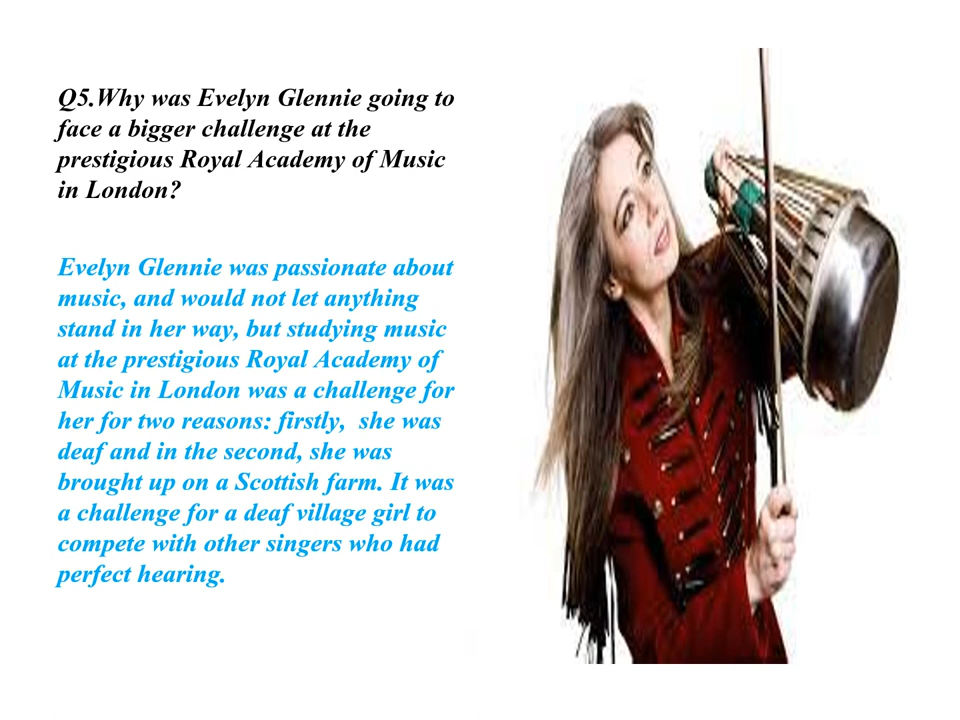 Q5.Why was Evelyn Glennie going to
face a bigger challenge at the
prestigious Royal Academy of Music
in London?
Evelyn Glennie was passionate about
music, and would not let anything
stand in her way, but studying music
at the prestigious Royal Academy of
Music in London was a challenge for
her for two reasons: firstly,  she was
deaf and in the second, she was
brought up on a Scottish farm. It was
a challenge for a deaf village girl to
compete with other singers who had
perfect hearing.